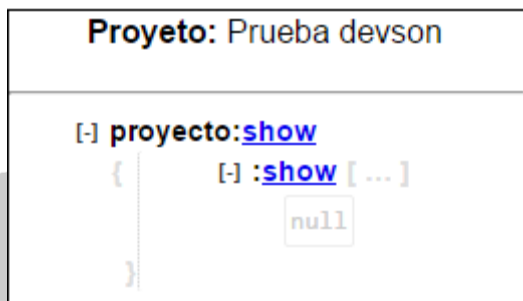 Proyeto: Prueba devson
[-] proyecto:show
{ [-] :show [ ... ]
null
}